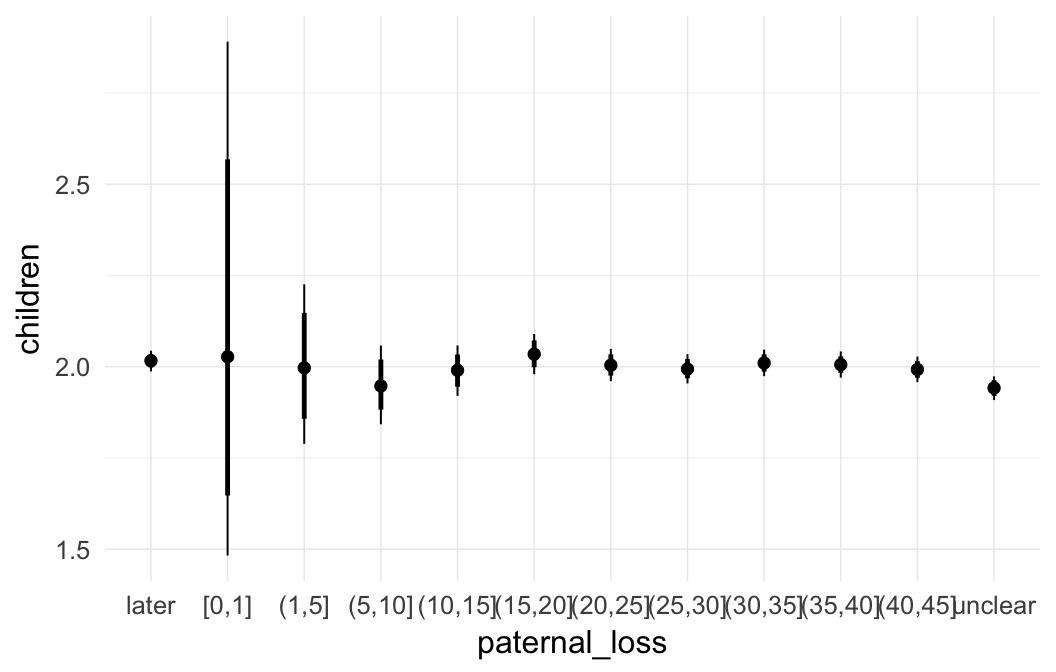 children
2.5
2.0
1.5
later [0,1] (1,5] (5,10] (10,15] (15,20] (20,25] (25,30] (30,35] (35,40] (40,45] unclear
paternal_loss